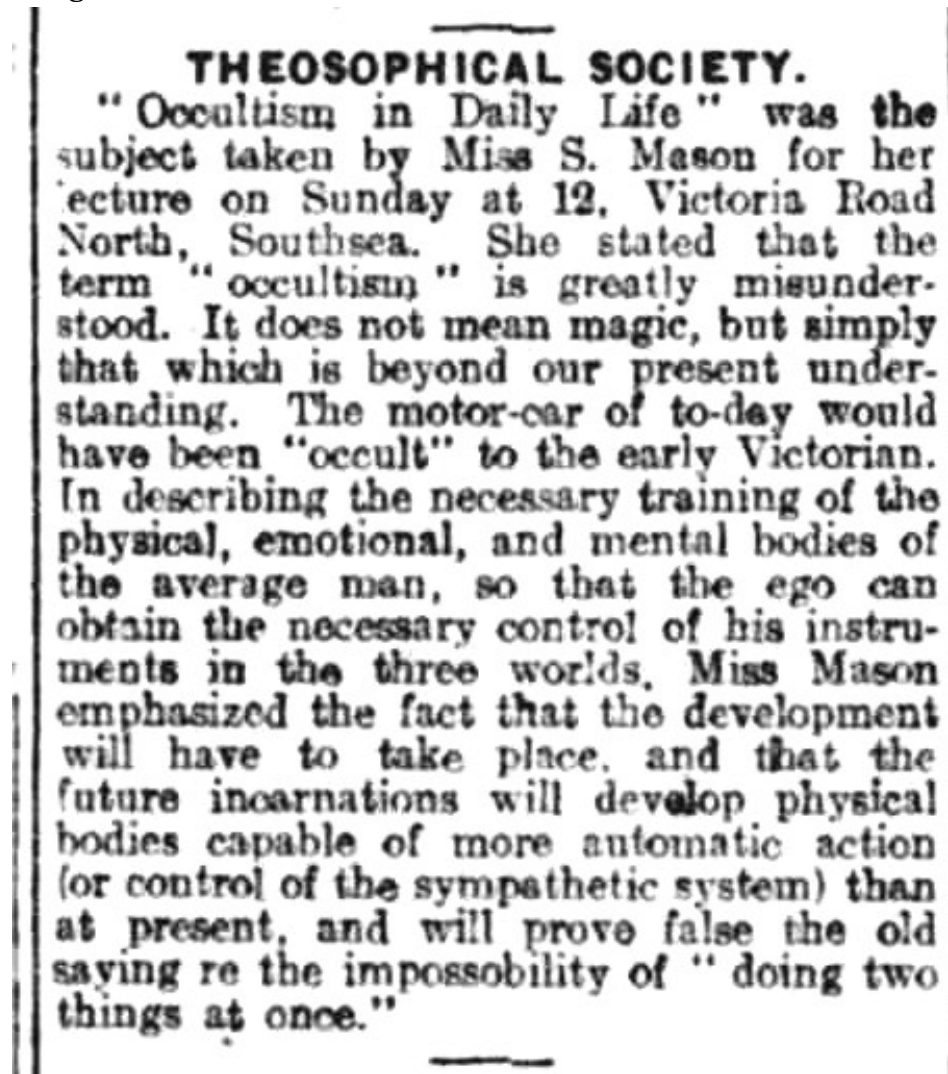 THEOSOPHICAL SOCIETY.
"Occultism in Daily Life" was the
subject taken by Miss S. Mason for her
lecture on Sunday at 12, Victoria Road
North, Southsea. She stated that the
term "occultism" is greatly misunder-
stood. It does not mean magic, but simply
that which is beyond our present under-
standing. The motor-car of to-day would
have been "occult" to the early Victorian.
In describing the necessary training of the
physical, emotional, and mental bodies of
the average man, so that the ego can
obtain the necessary control of his instru-
ments in the three worlds, Miss Mason
emphasized the fact that the development
will have to take place, and that the
future incarnations will develop physical
bodies capable of more automatic action
(or control of the sympathetic system) than
at present, and will prove false the old
saying re the impossobility of "doing two
things at once."